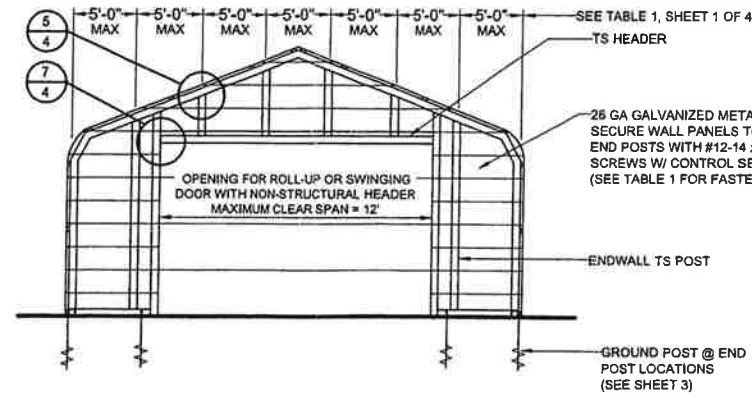 5'-0" 5'-0" 5'-0" 5'-0" 5'-0" 5'-0" 5'-0"
MAX MAX MAX MAX MAX MAX MAX
SEE TABLE 1, SHEET 1 OF 4
5
4
TS HEADER
7
4
26 GA GALVANIZED META
SECURE WALL PANELS T
END POSTS WITH #12-14
SCREWS W/ CONTROL SE
(SEE TABLE 1 FOR FASTE
OPENING FOR ROLL-UP OR SWINGING
DOOR WITH NON-STRUCTURAL HEADER
MAXIMUM CLEAR SPAN = 12'
ENDWALL TS POST
GROUND POST @ END
POST LOCATIONS
(SEE SHEET 3)